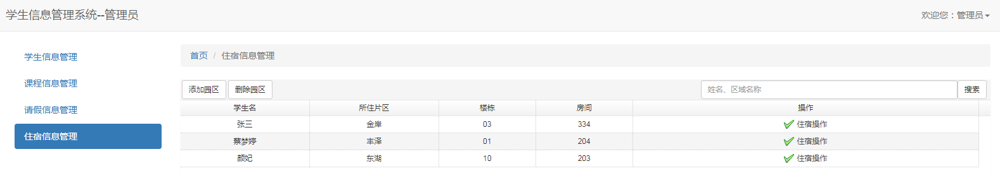 学生信息管理系统--管理员
欢迎您：管理员
学生信息管理
课程信息管理
请假信息管理
住宿信息管理
首页 / 住宿信息管理
添加园区 删除园区 姓名、区域名称 搜索
学生名 所住片区 楼栋 房间 操作
张三 金岸 03 334 住宿操作
蔡梦婷 丰泽 01 204 住宿操作
颜妃 东湖 10 203 住宿操作